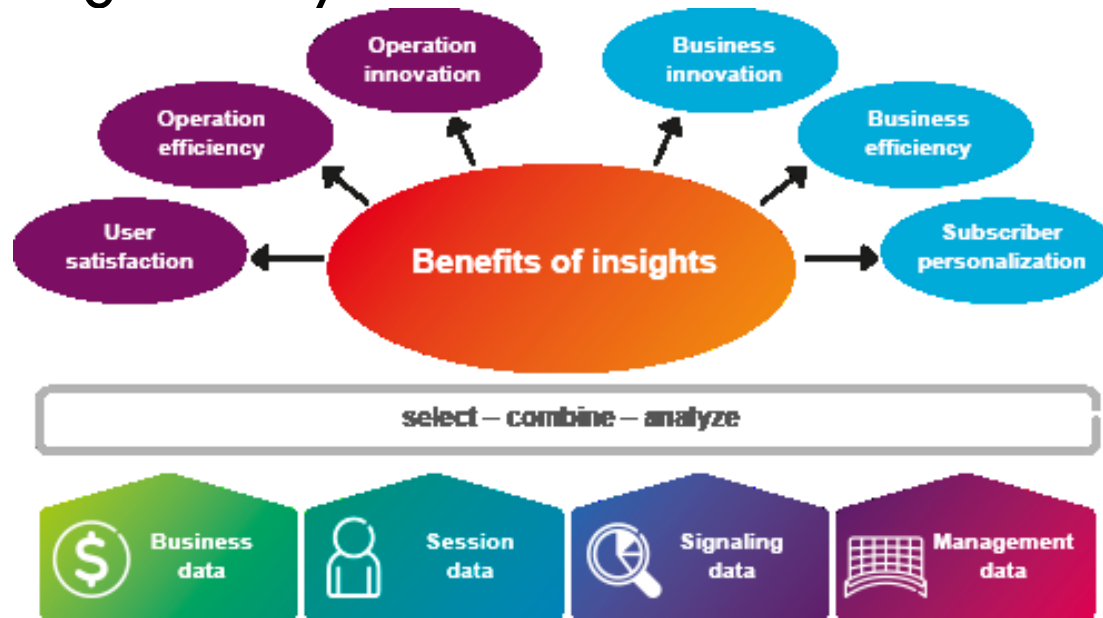 Operation
innovation
Business
innovation
Operation
efficiency
Business
efficiency
User
satisfaction
Benefits of insights
Subscriber
personalization
select – combine – analyze
$
Business
data
Session
data
Signaling
data
Management
data